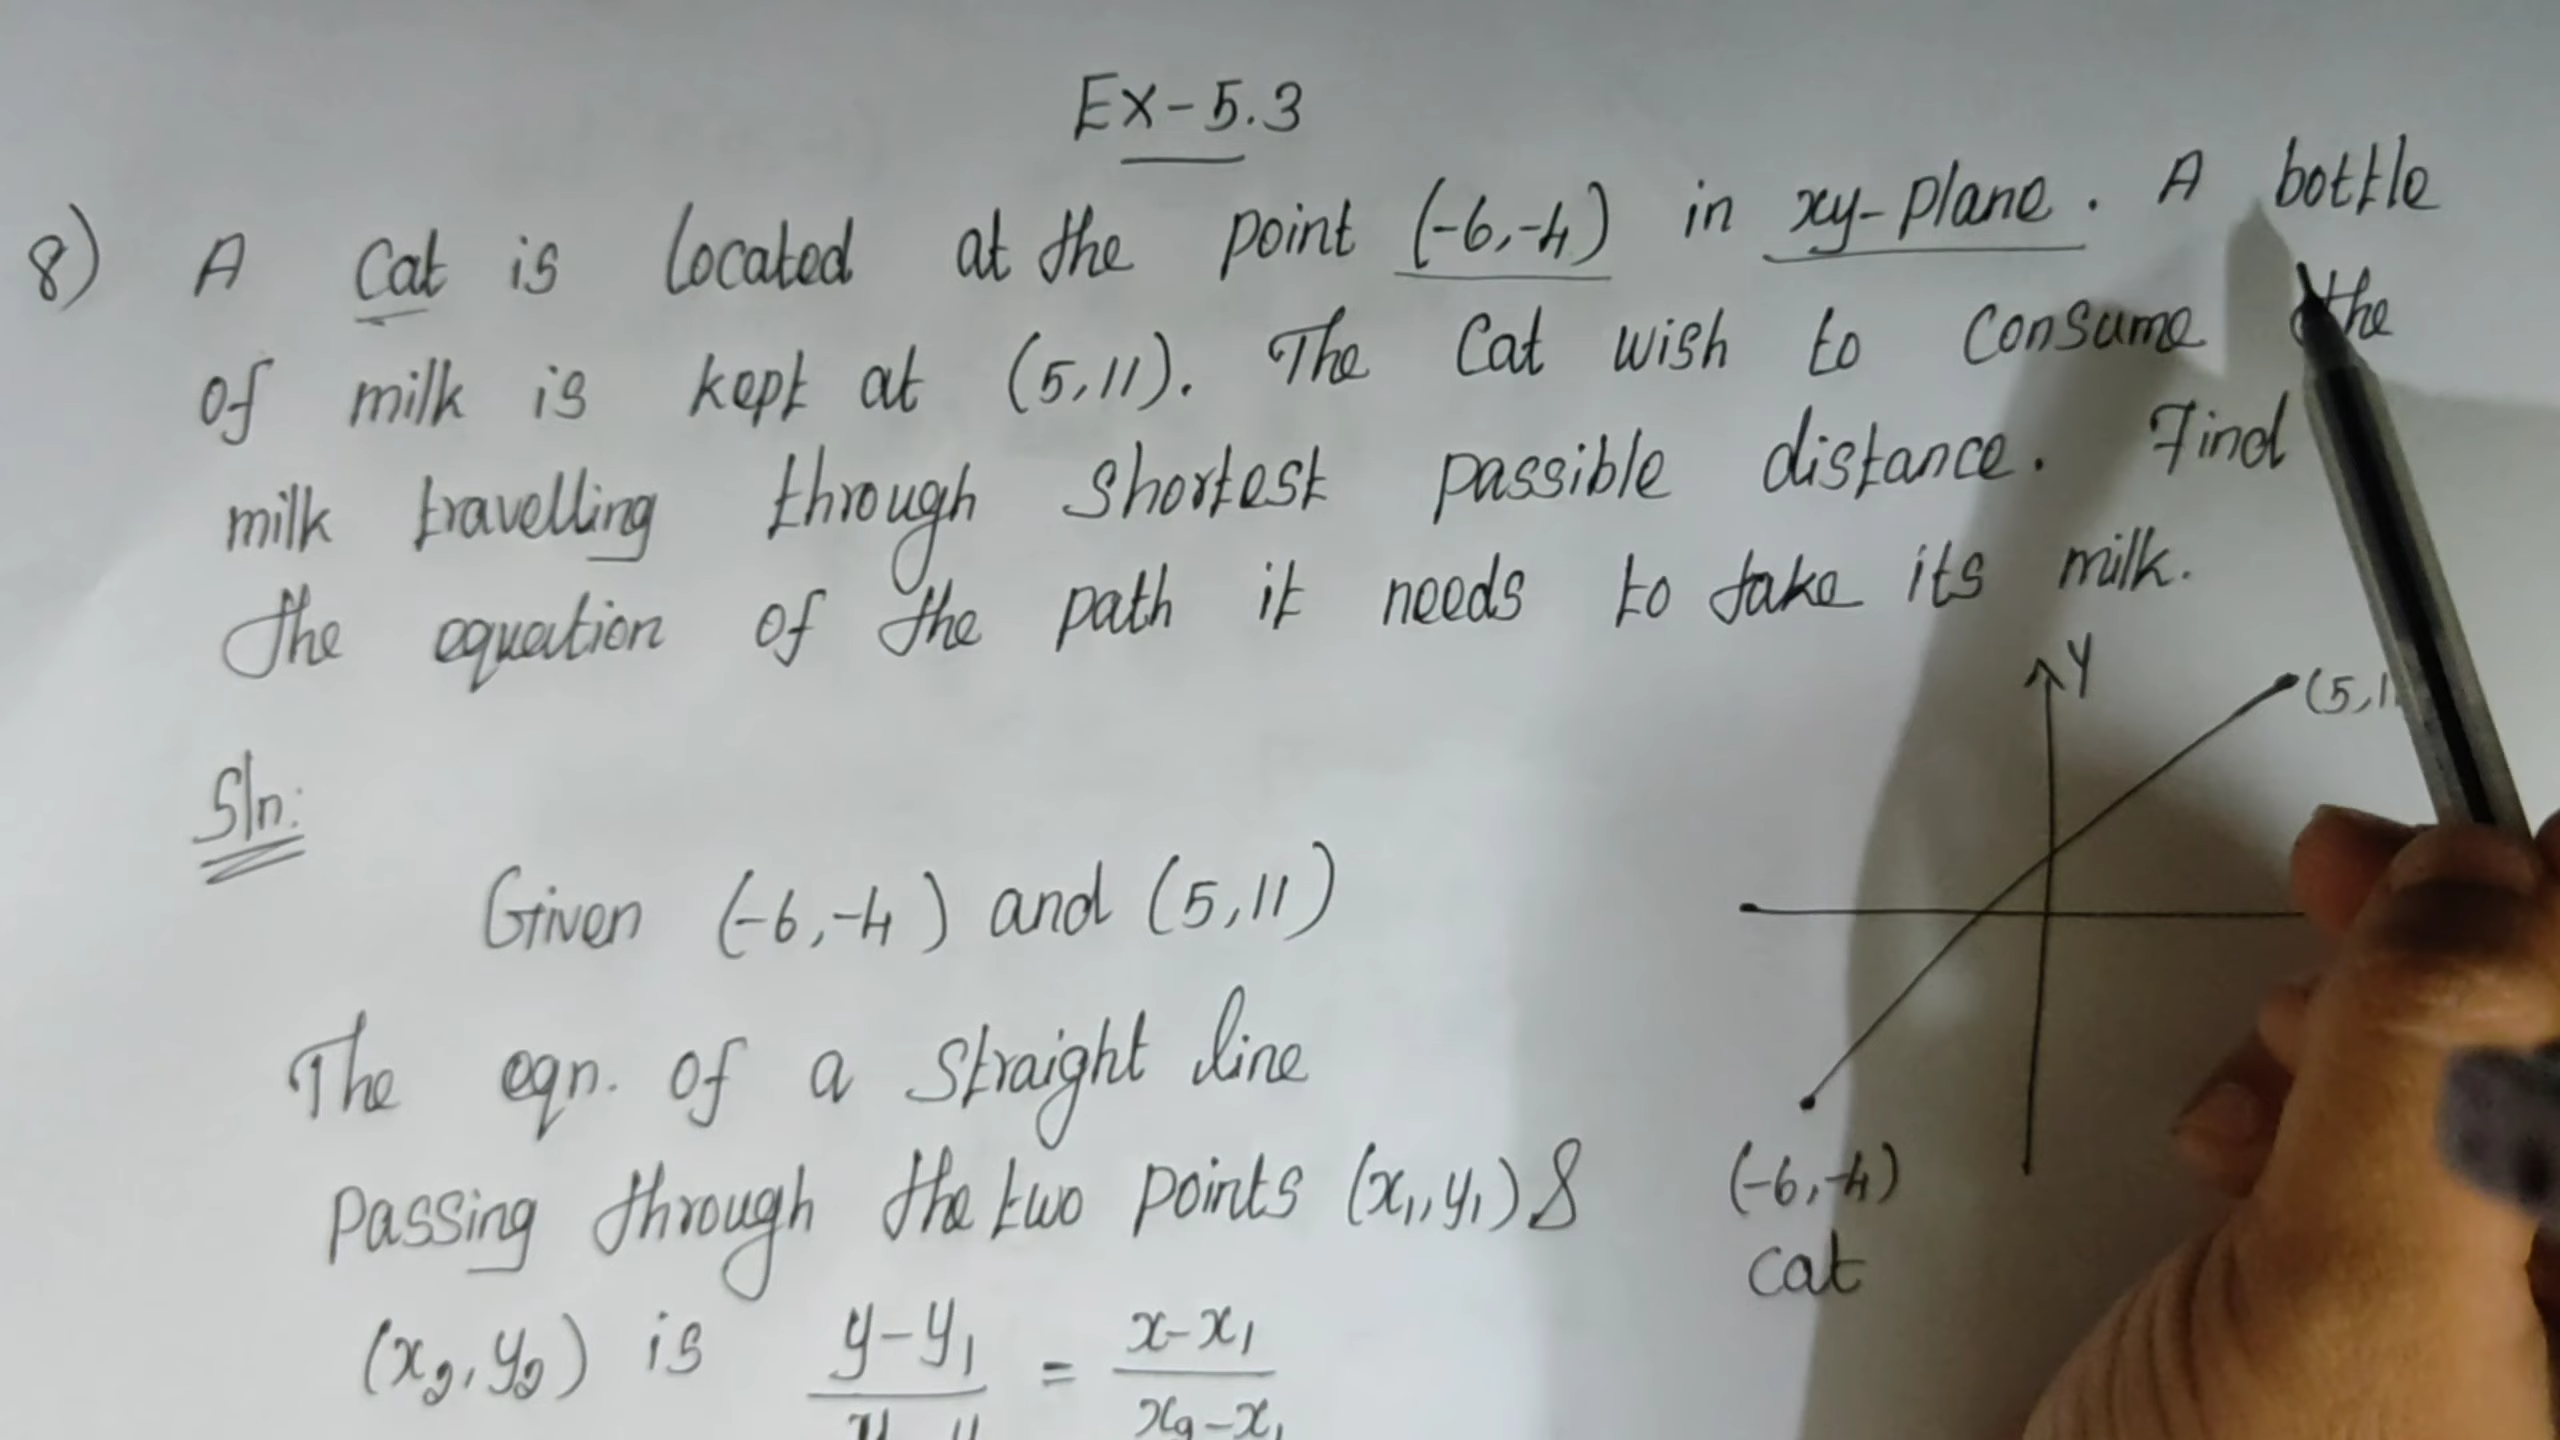 Ex-5.3
8) A Cat is located at the point (-6,-4) in xy-plane. A bottle
of milk is kept at (5,11). The Cat wish to Consume the
milk travelling through shortest passible distance. Find
the equation of the path it needs to take its milk.
Y
(5,1
Sln:
Given (-6,-4) and (5,11)
The eqn. of a straight line
passing through the two points (x₁,y₁) &
(-6,-4)
cat
(x₂,y₂) is y-y₁ = x-x₁
x₂-x₁